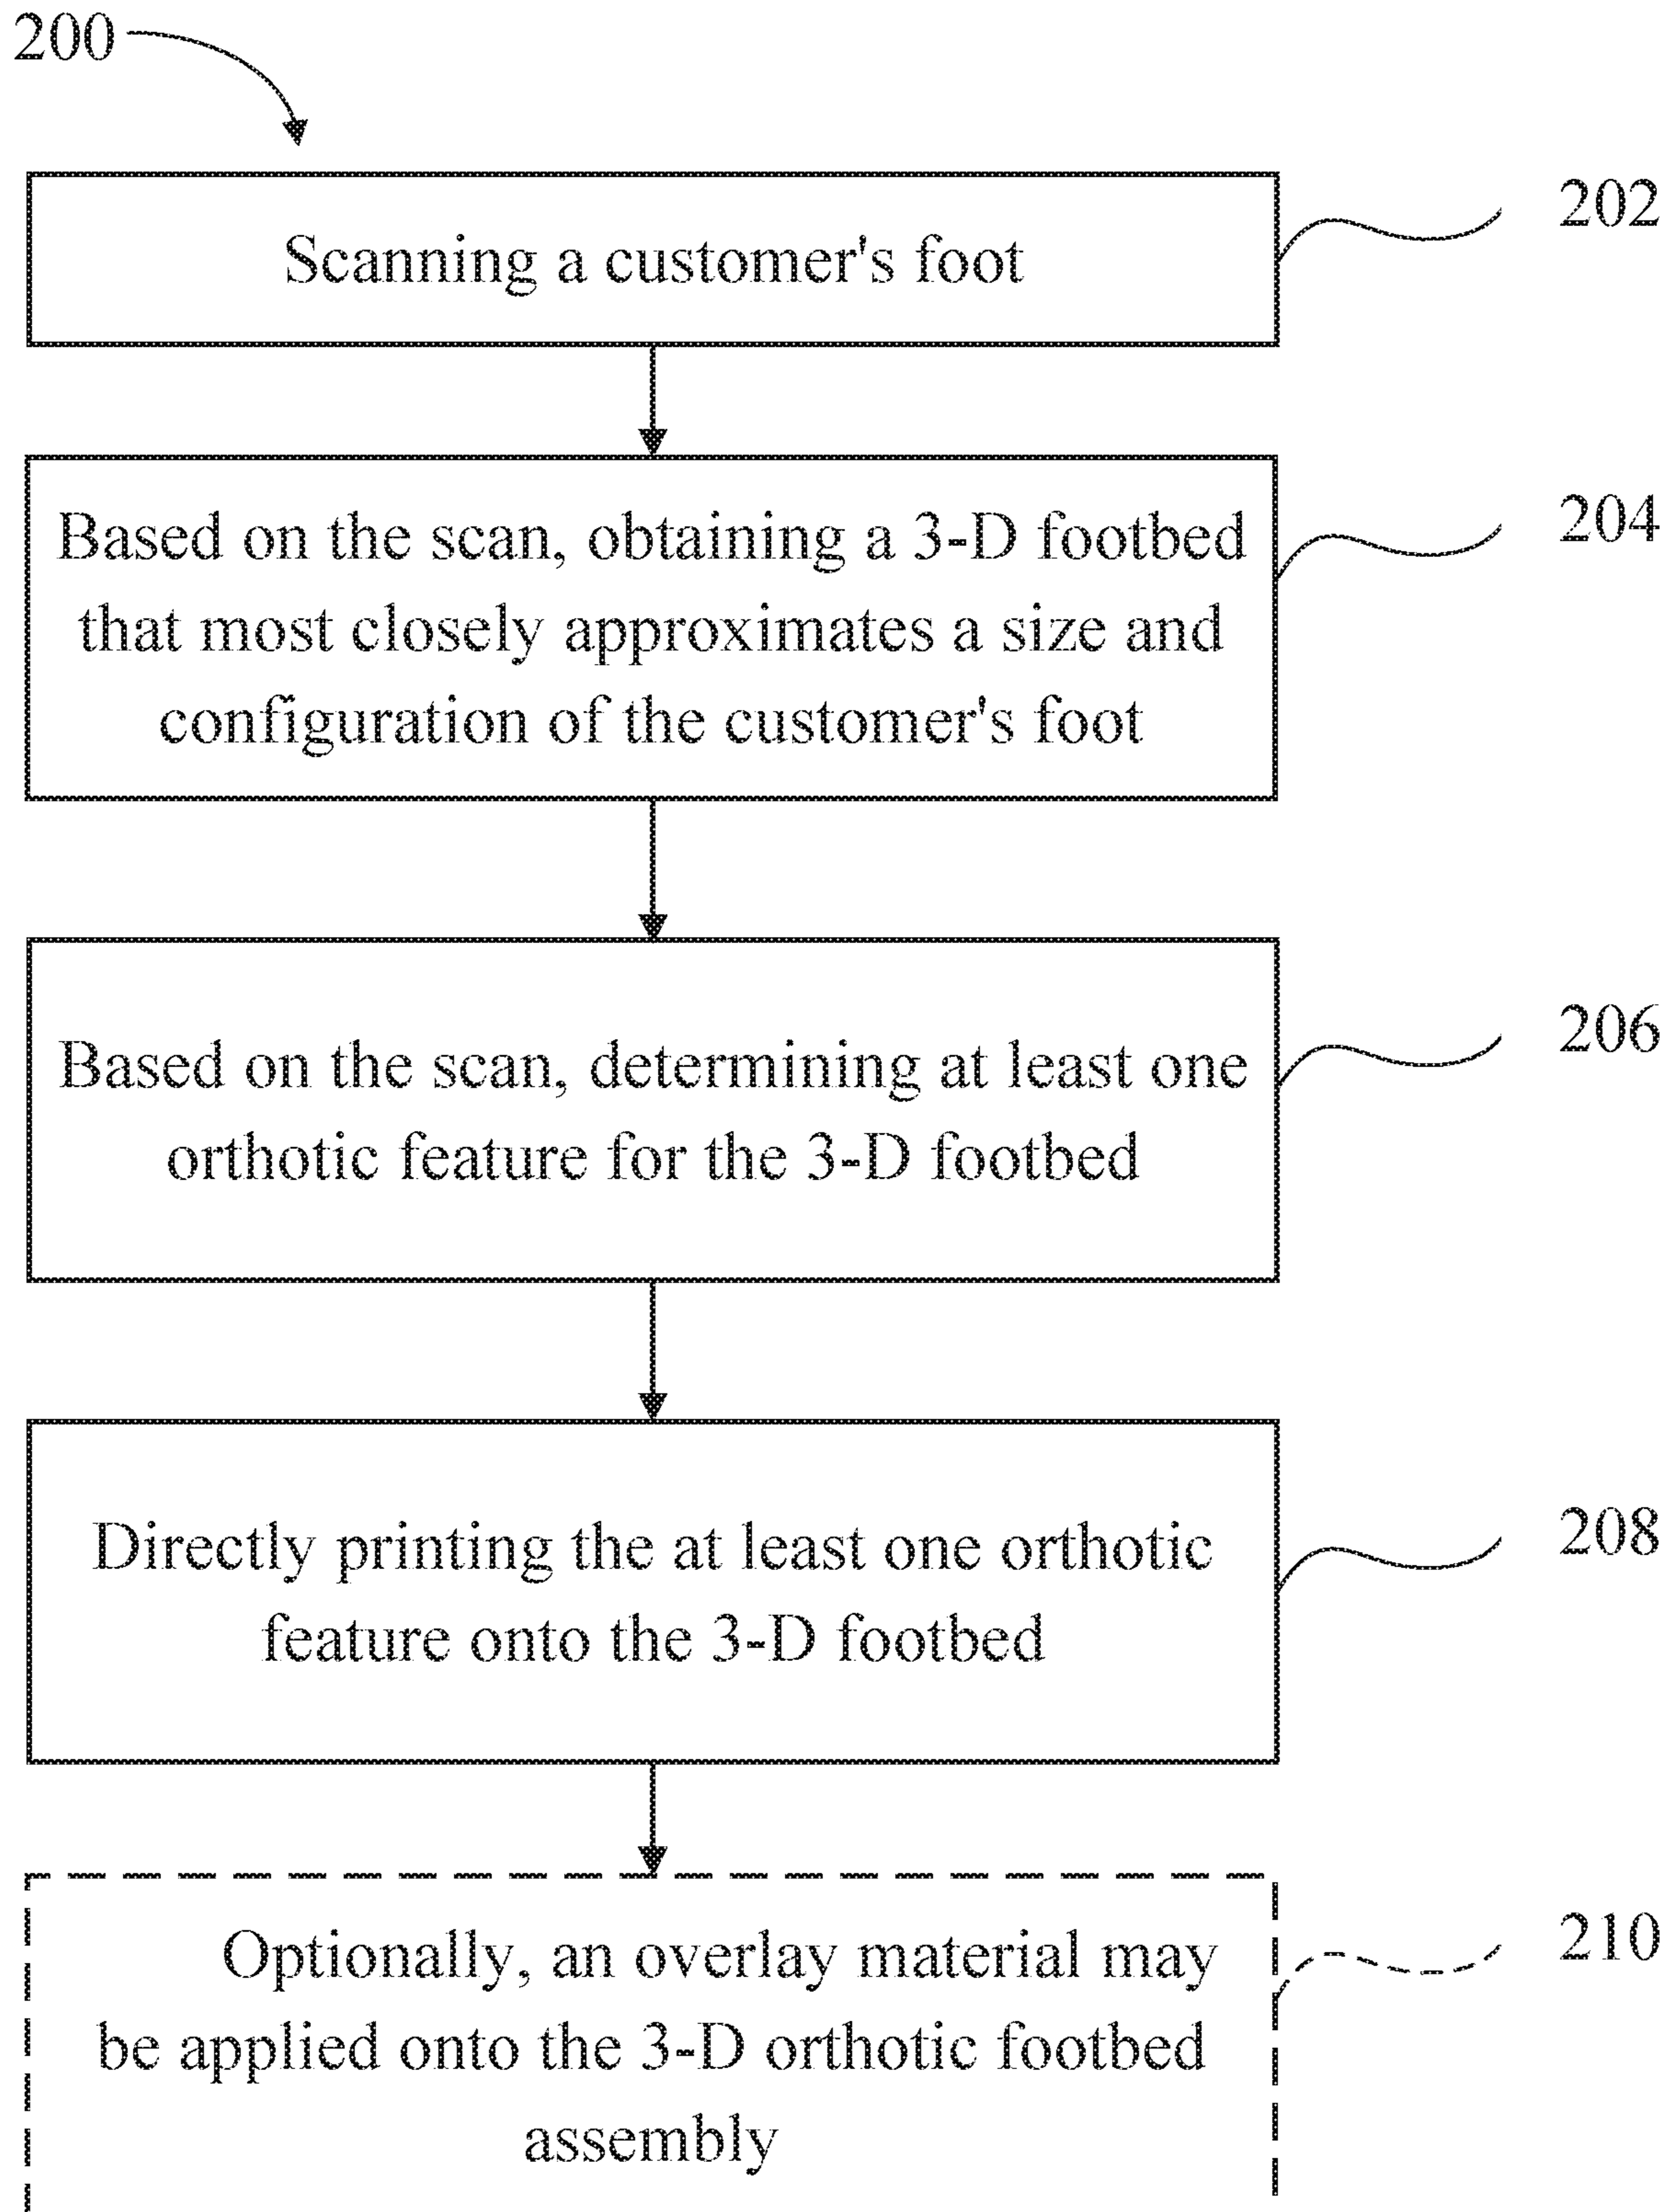 200
Scanning a customer's foot
202
Based on the scan, obtaining a 3-D footbed
that most closely approximates a size and
configuration of the customer's foot
204
Based on the scan, determining at least one
orthotic feature for the 3-D footbed
206
Directly printing the at least one orthotic
feature onto the 3-D footbed
208
Optionally, an overlay material may
be applied onto the 3-D orthotic footbed
assembly
210